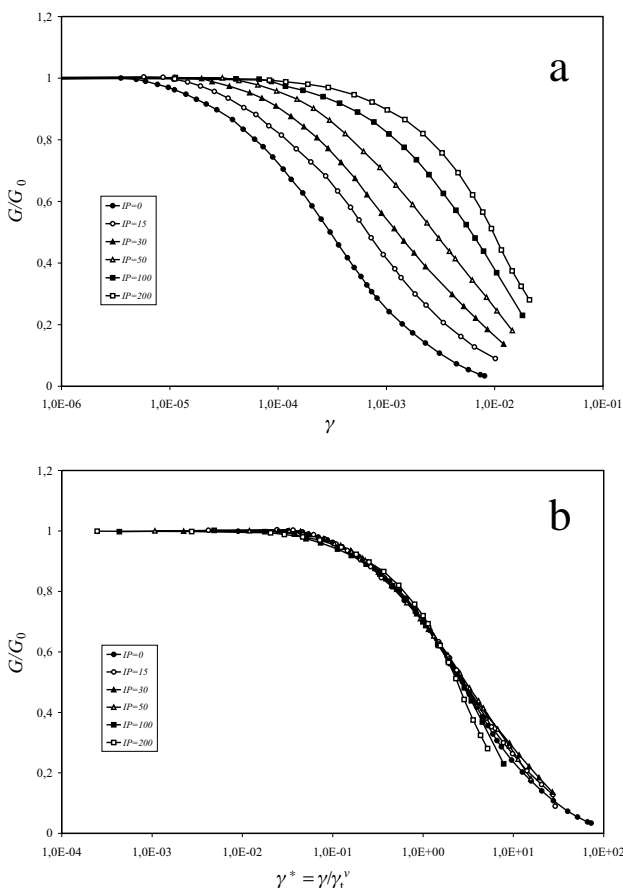 1,2
a
1
0,8
G/G0
0,6
IP=0
IP=15
IP=30
IP=50
IP=100
IP=200
0,4
0,2
0
1,0E-06 1,0E-05 1,0E-04 1,0E-03 1,0E-02 1,0E-01
γ
1,2
b
1
0,8
G/G0
0,6
IP=0
IP=15
IP=30
IP=50
IP=100
IP=200
0,4
0,2
0
1,0E-04 1,0E-03 1,0E-02 1,0E-01 1,0E+00 1,0E+01 1,0E+02
γ* = γ/γtv